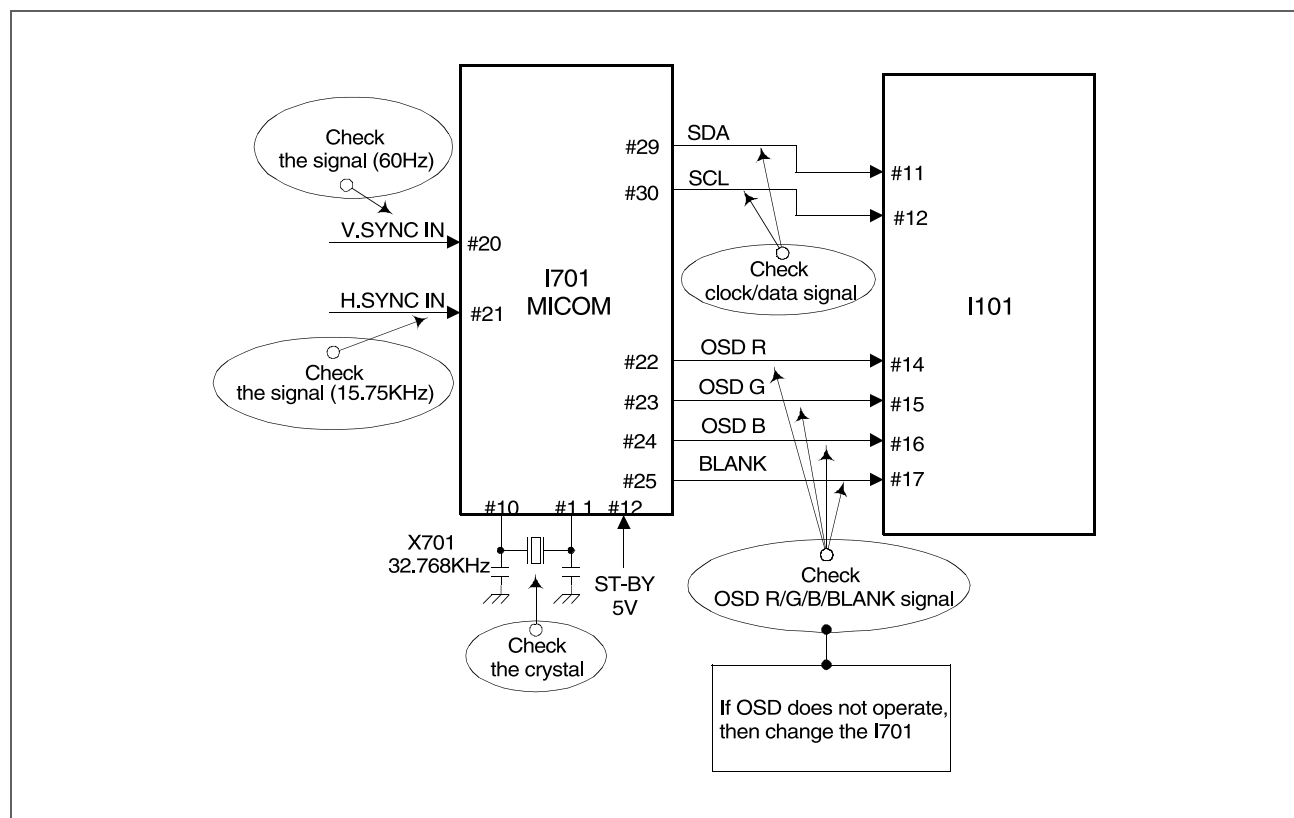 Check
the signal (60Hz)
V.SYNC IN
#20
H.SYNC IN
#21
Check
the signal (15.75KHz)
I701
MICOM
#29
#30
#22
#23
#24
#25
#10
#1 1
#12
SDA
SCL
Check
clock/data signal
OSD R
OSD G
OSD B
BLANK
#11
#12
I101
#14
#15
#16
#17
X701
32.768KHz
ST-BY
5V
Check
the crystal
Check
OSD R/G/B/BLANK signal
If OSD does not operate,
then change the I701